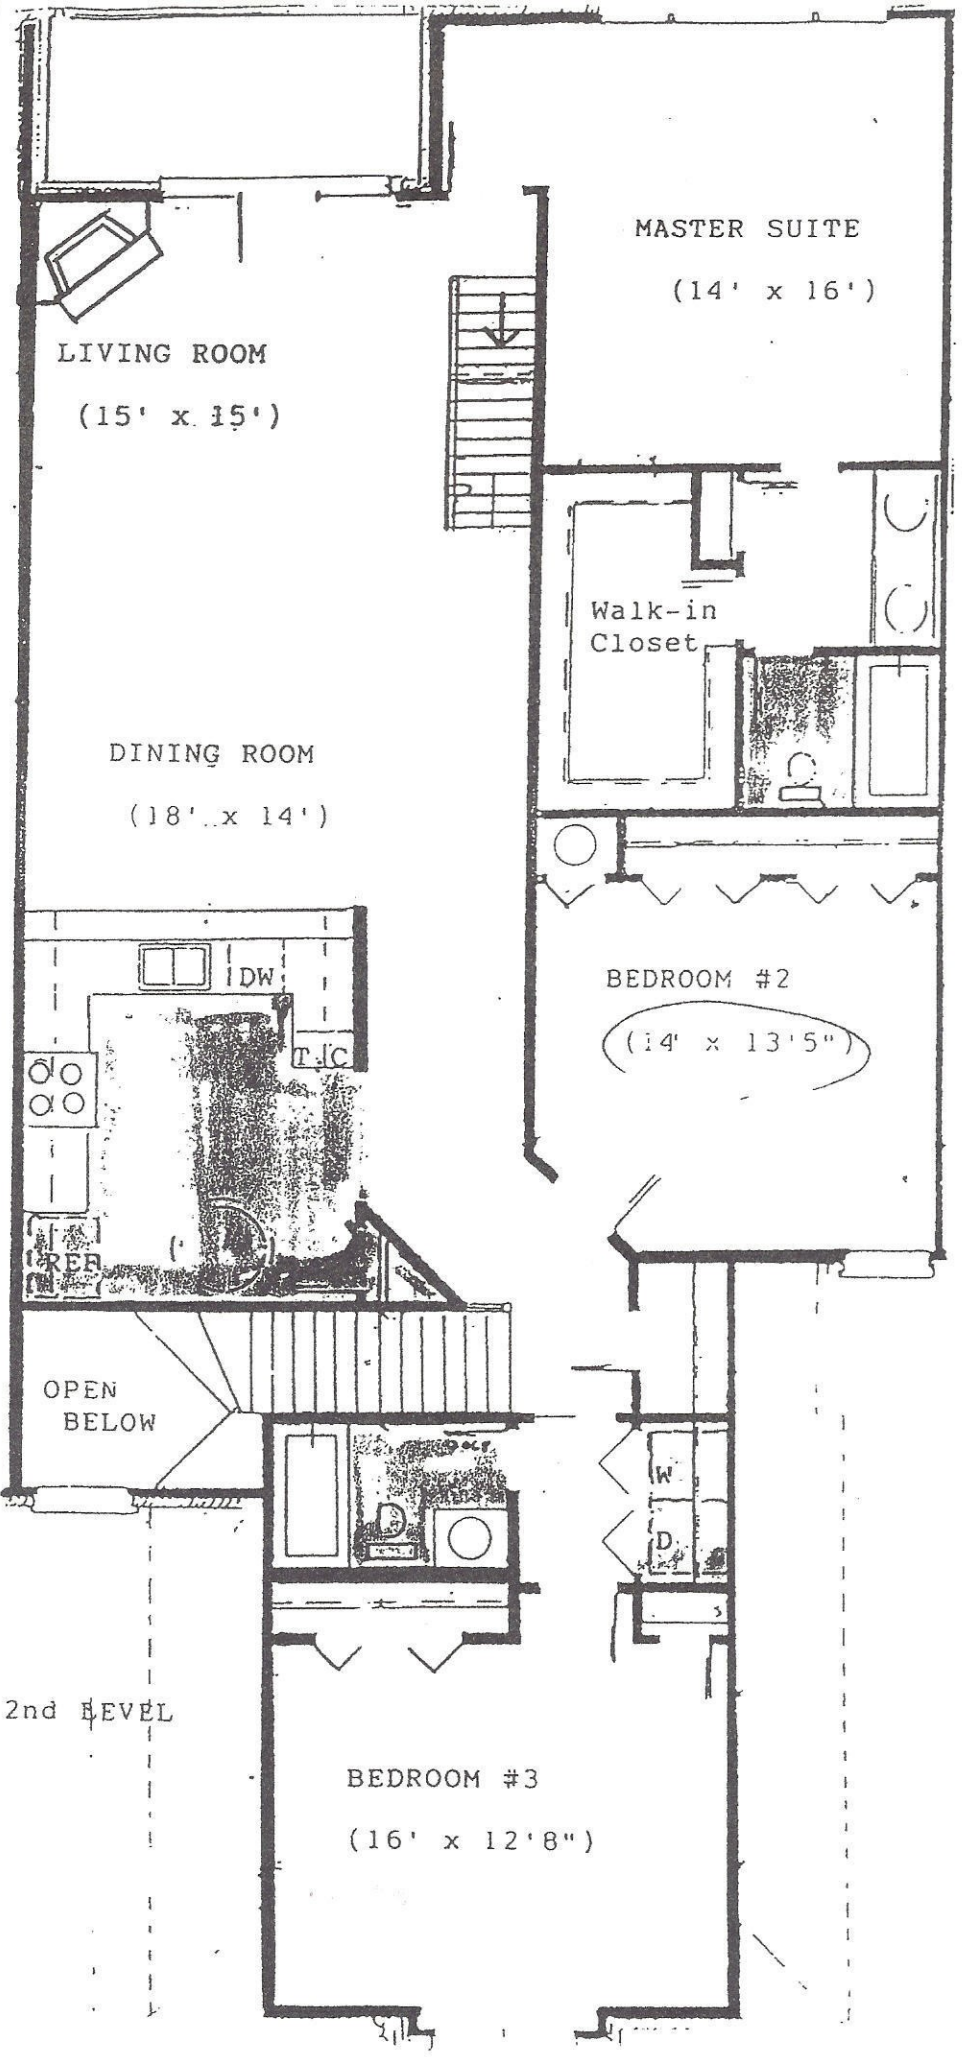 MASTER SUITE
(14' x 16')
LIVING ROOM
(15' x 15')
Walk-in
Closet
DINING ROOM
(18' x 14')
DW
BEDROOM #2
(14' x 13'5")
T.C
REF
OPEN
BELOW
W
D
2nd LEVEL
BEDROOM #3
(16' x 12'8")